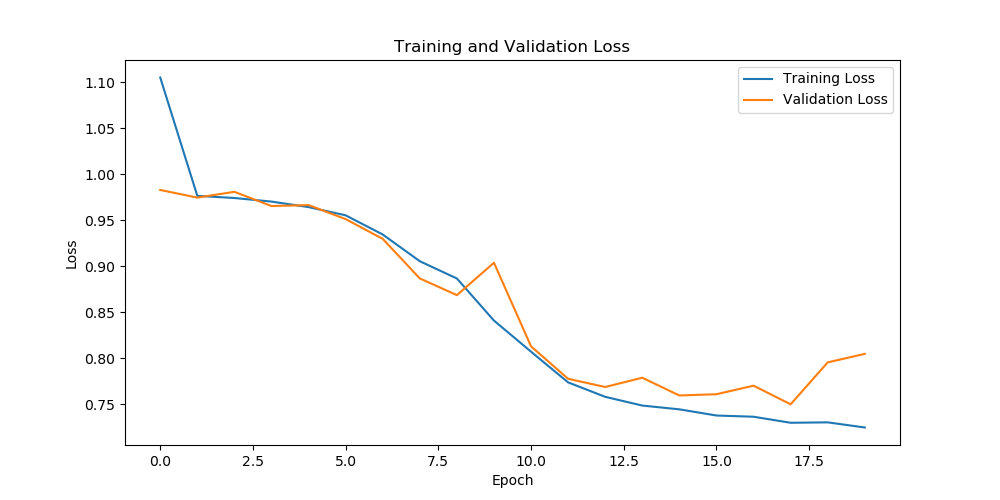 Training and Validation Loss
Training Loss
Validation Loss
1.10
1.05
1.00
0.95
0.90
0.85
0.80
0.75
Loss
0.0 2.5 5.0 7.5 10.0 12.5 15.0 17.5
Epoch